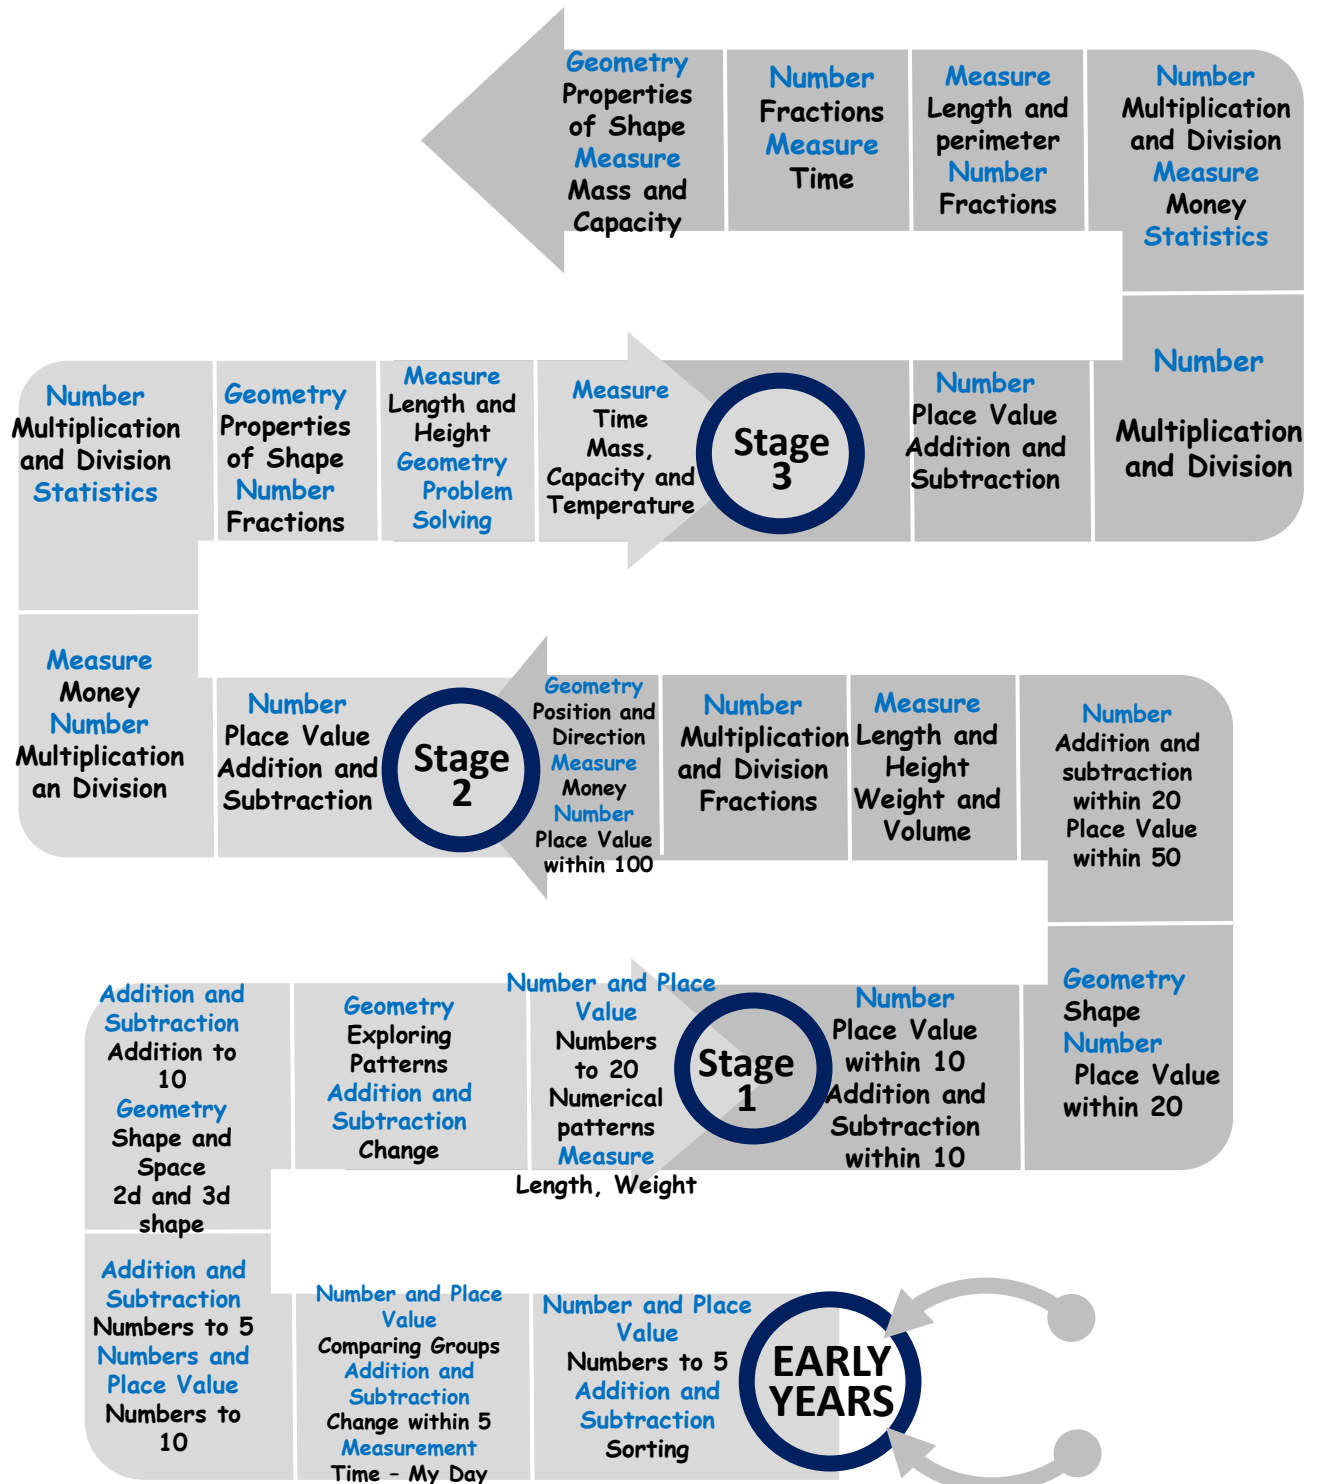 Geometry
Properties
of Shape
Measure
Mass and
Capacity
Number
Fractions
Measure
Time
Measure
Length and
perimeter
Number
Fractions
Number
Multiplication
and Division
Measure
Money
Statistics
Number
Multiplication
and Division
Statistics
Geometry
Properties
of Shape
Number
Fractions
Measure
Length and
Height
Geometry
Problem
Solving
Measure
Time
Mass,
Capacity and
Temperature
Stage
3
Number
Place Value
Addition and
Subtraction
Number
Multiplication
and Division
Measure
Money
Number
Multiplication
an Division
Number
Place Value
Addition and
Subtraction
Stage
2
Geometry
Position and
Direction
Measure
Money
Number
Place Value
within 100
Number
Multiplication
and Division
Fractions
Measure
Length and
Height
Weight and
Volume
Number
Addition and
subtraction
within 20
Place Value
within 50
Addition and
Subtraction
Addition to
10
Geometry
Shape and
Space
2d and 3d
shape
Geometry
Exploring
Patterns
Addition and
Subtraction
Change
Number and Place
Value
Numbers
to 20
Numerical
patterns
Measure
Length, Weight
Stage
1
Number
Place Value
within 10
Addition and
Subtraction
within 10
Geometry
Shape
Number
Place Value
within 20
Addition and
Subtraction
Numbers to 5
Numbers and
Place Value
Numbers to
10
Number and Place
Value
Comparing Groups
Addition and
Subtraction
Change within 5
Measurement
Time – My Day
Number and Place
Value
Numbers to 5
Addition and
Subtraction
Sorting
EARLY
YEARS